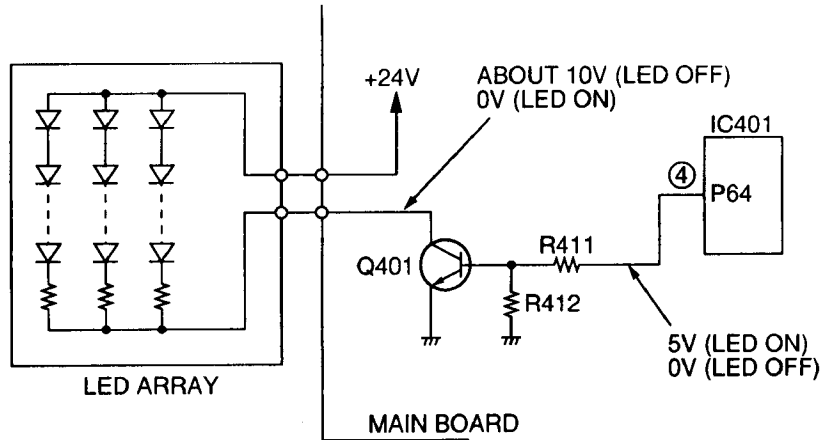 +24V
ABOUT 10V (LED OFF)
0V (LED ON)
IC401
④
P64
R411
Q401
R412
5V (LED ON)
0V (LED OFF)
LED ARRAY
MAIN BOARD